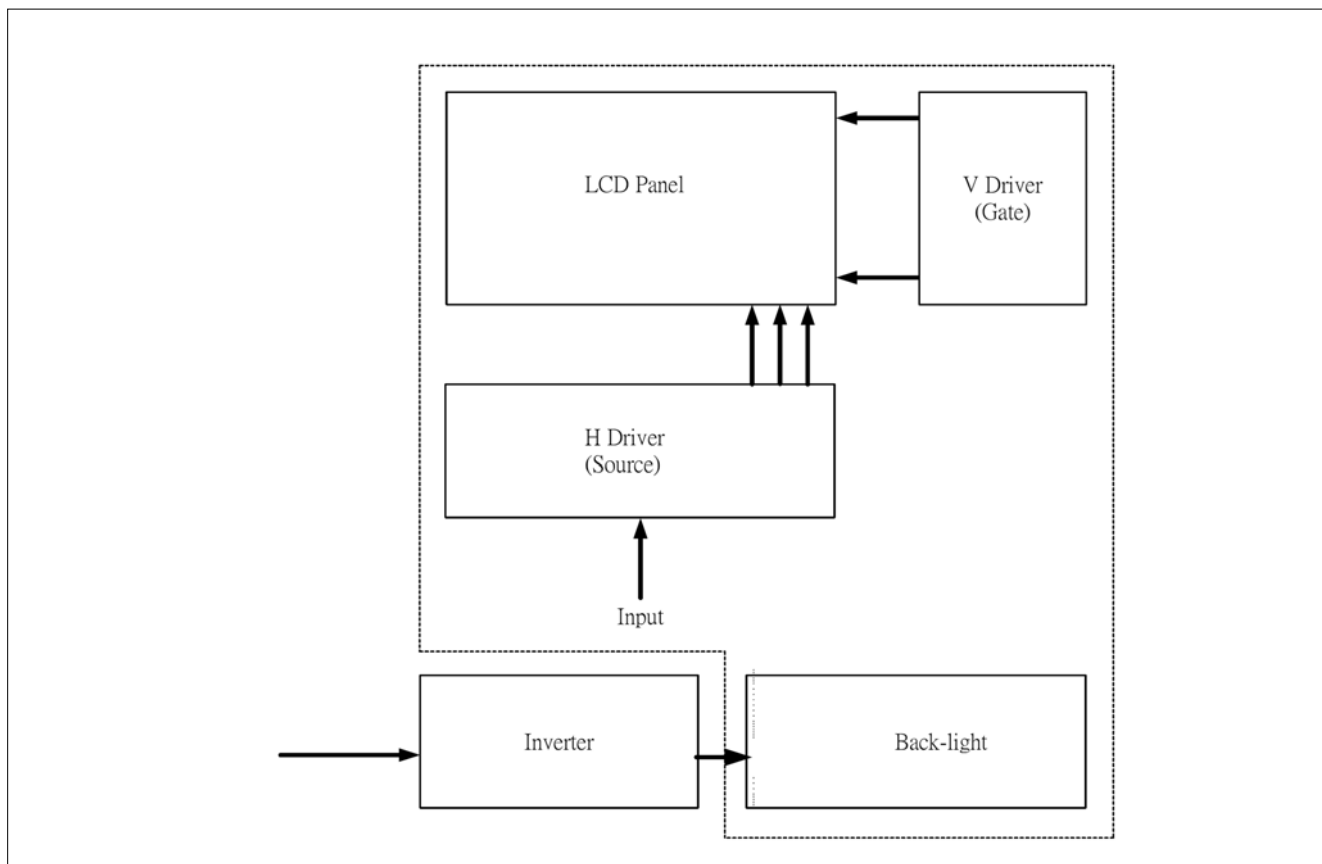 LCD Panel
V Driver
(Gate)
H Driver
(Source)
Input
Inverter
Back-light